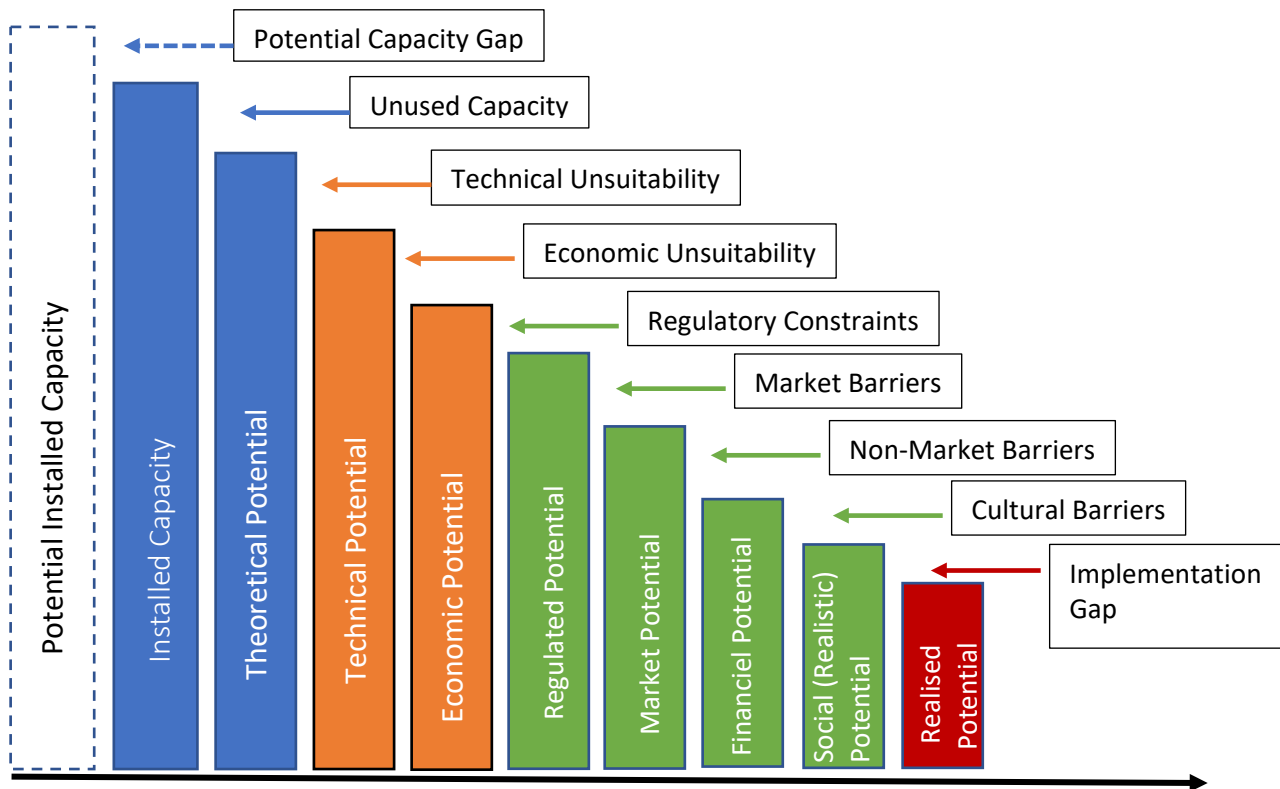 Potential Capacity Gap
Unused Capacity
Technical Unsuitability
Economic Unsuitability
Regulatory Constraints
Market Barriers
Non-Market Barriers
Cultural Barriers
Implementation
Gap
Potential Installed Capacity
Installed Capacity
Theoretical Potential
Technical Potential
Economic Potential
Regulated Potential
Market Potential
Financiel Potential
Social (Realistic)
Potential
Realised
Potential